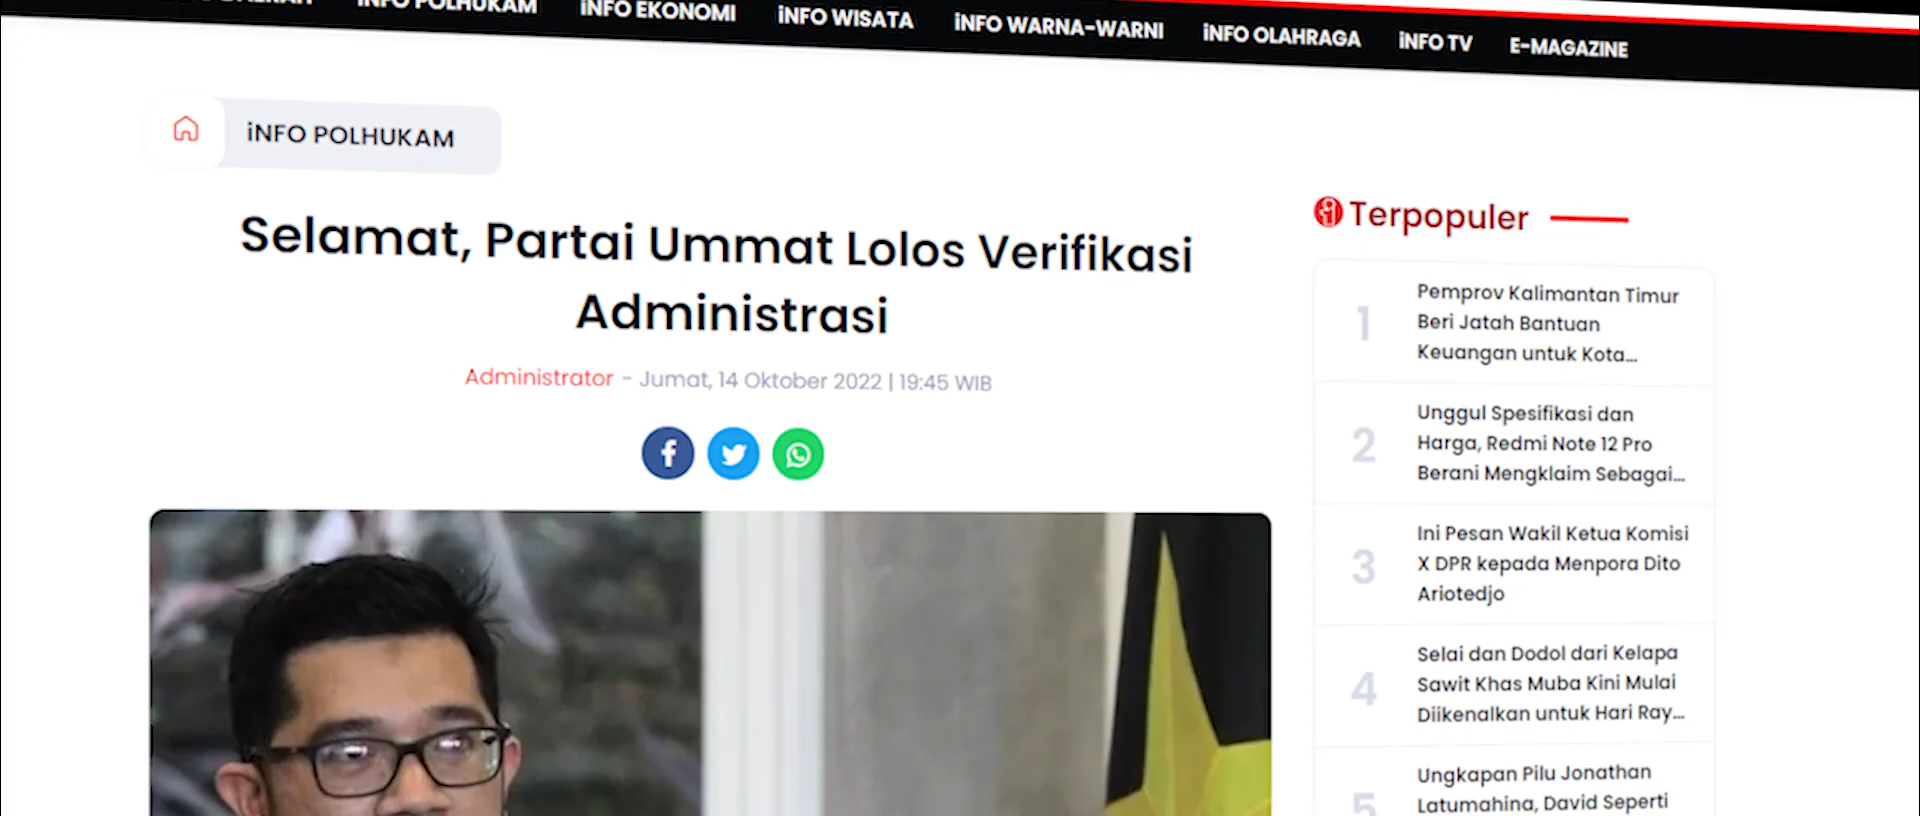 iNFO POLHUKAM
iNFO EKONOMI
iNFO WISATA
iNFO WARNA-WARNI
iNFO OLAHRAGA
iNFO TV
E-MAGAZINE
iNFO POLHUKAM
Selamat, Partai Ummat Lolos Verifikasi
Administrasi
Administrator - Jumat, 14 Oktober 2022 | 19:45 WIB
Terpopuler
1
Pemprov Kalimantan Timur
Beri Jatah Bantuan
Keuangan untuk Kota...
2
Unggul Spesifikasi dan
Harga, Redmi Note 12 Pro
Berani Mengklaim Sebagai...
3
Ini Pesan Wakil Ketua Komisi
X DPR kepada Menpora Dito
Ariotedjo
4
Selai dan Dodol dari Kelapa
Sawit Khas Muba Kini Mulai
Diikenalkan untuk Hari Ray...
5
Ungkapan Pilu Jonathan
Latumahina, David Seperti